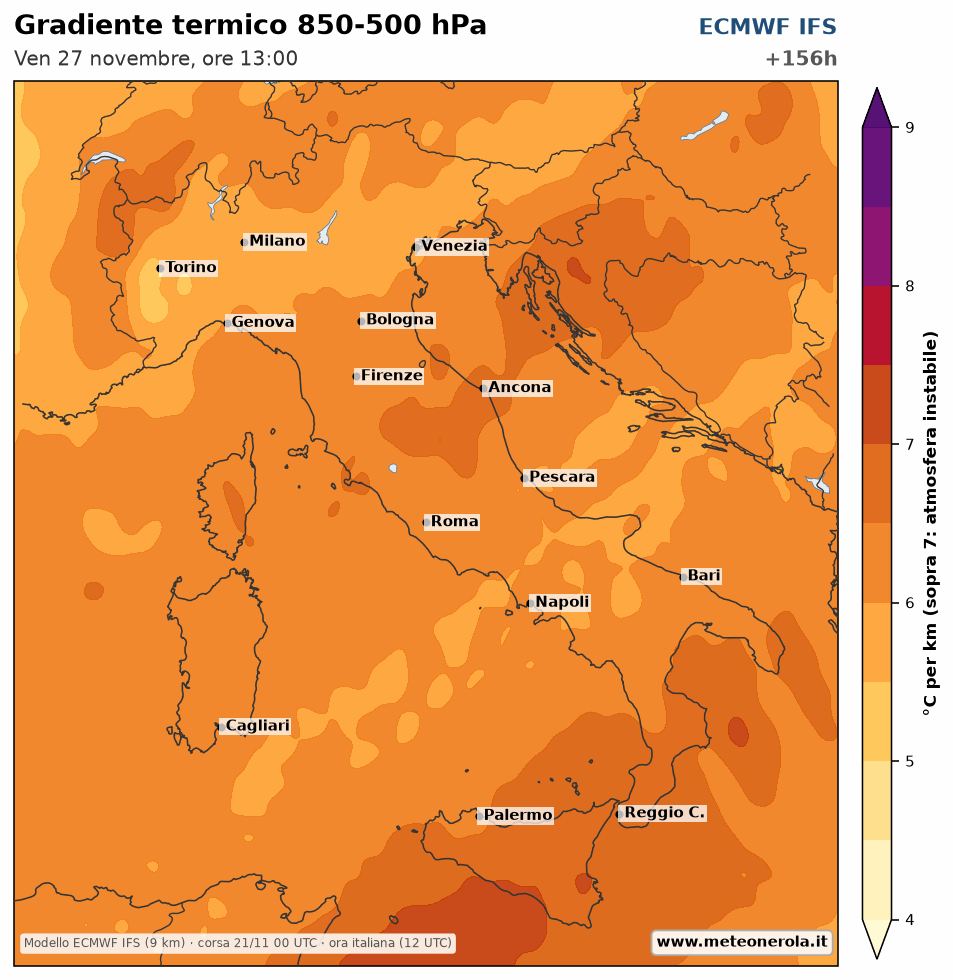 Gradiente termico 850-500 hPa
ECMWF IFS
Ven 27 novembre, ore 13:00
+156h
Milano
Venezia
Torino
Genova
Bologna
Firenze
Ancona
Pescara
Roma
Bari
Napoli
Cagliari
Palermo
Reggio C.
9
8
7
6
5
4
°C per km (sopra 7: atmosfera instabile)
Modello ECMWF IFS (9 km) · corsa 21/11 00 UTC · ora italiana (12 UTC)
www.meteonerola.it